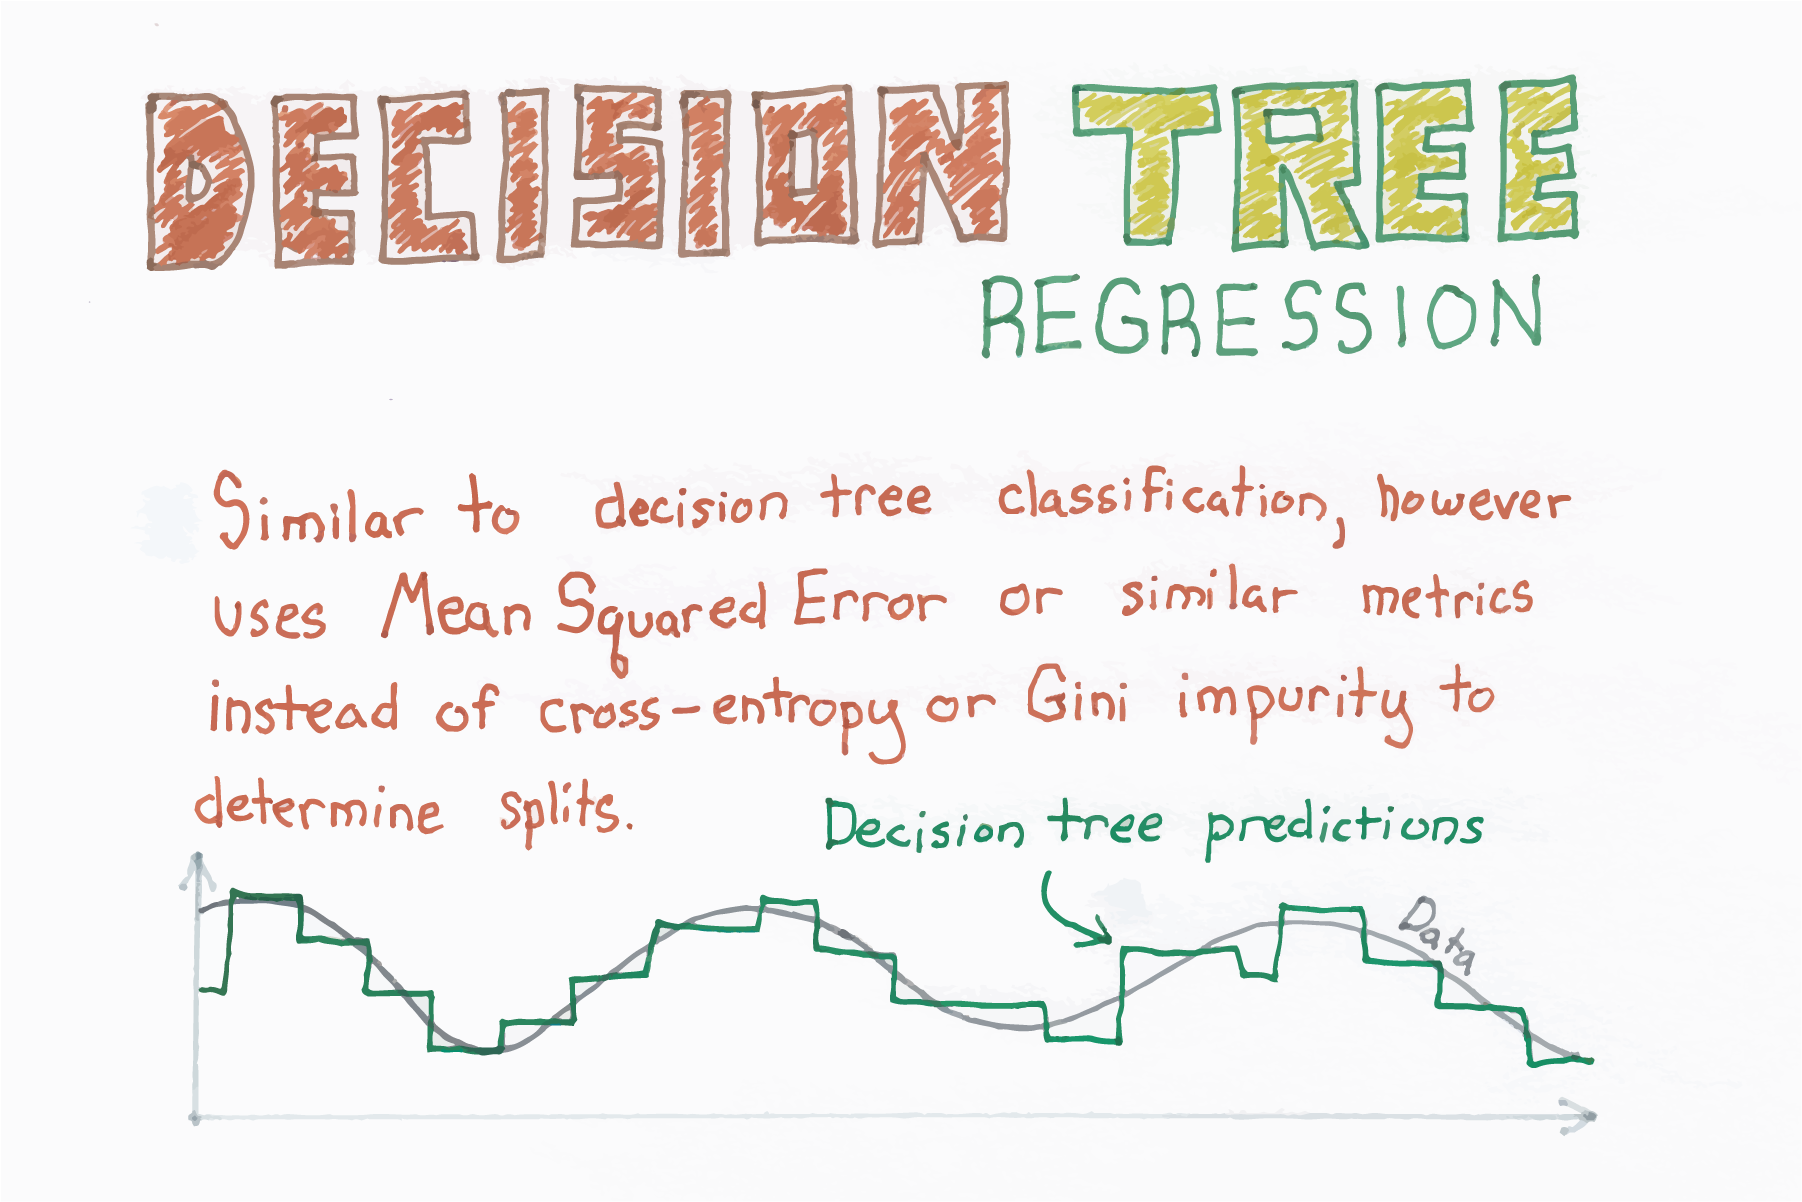 DECISION TREE
REGRESSION
Similar to decision tree classification, however
uses Mean Squared Error or similar metrics
instead of cross-entropy or Gini impurity to
determine splits.
Decision tree predictions
Data